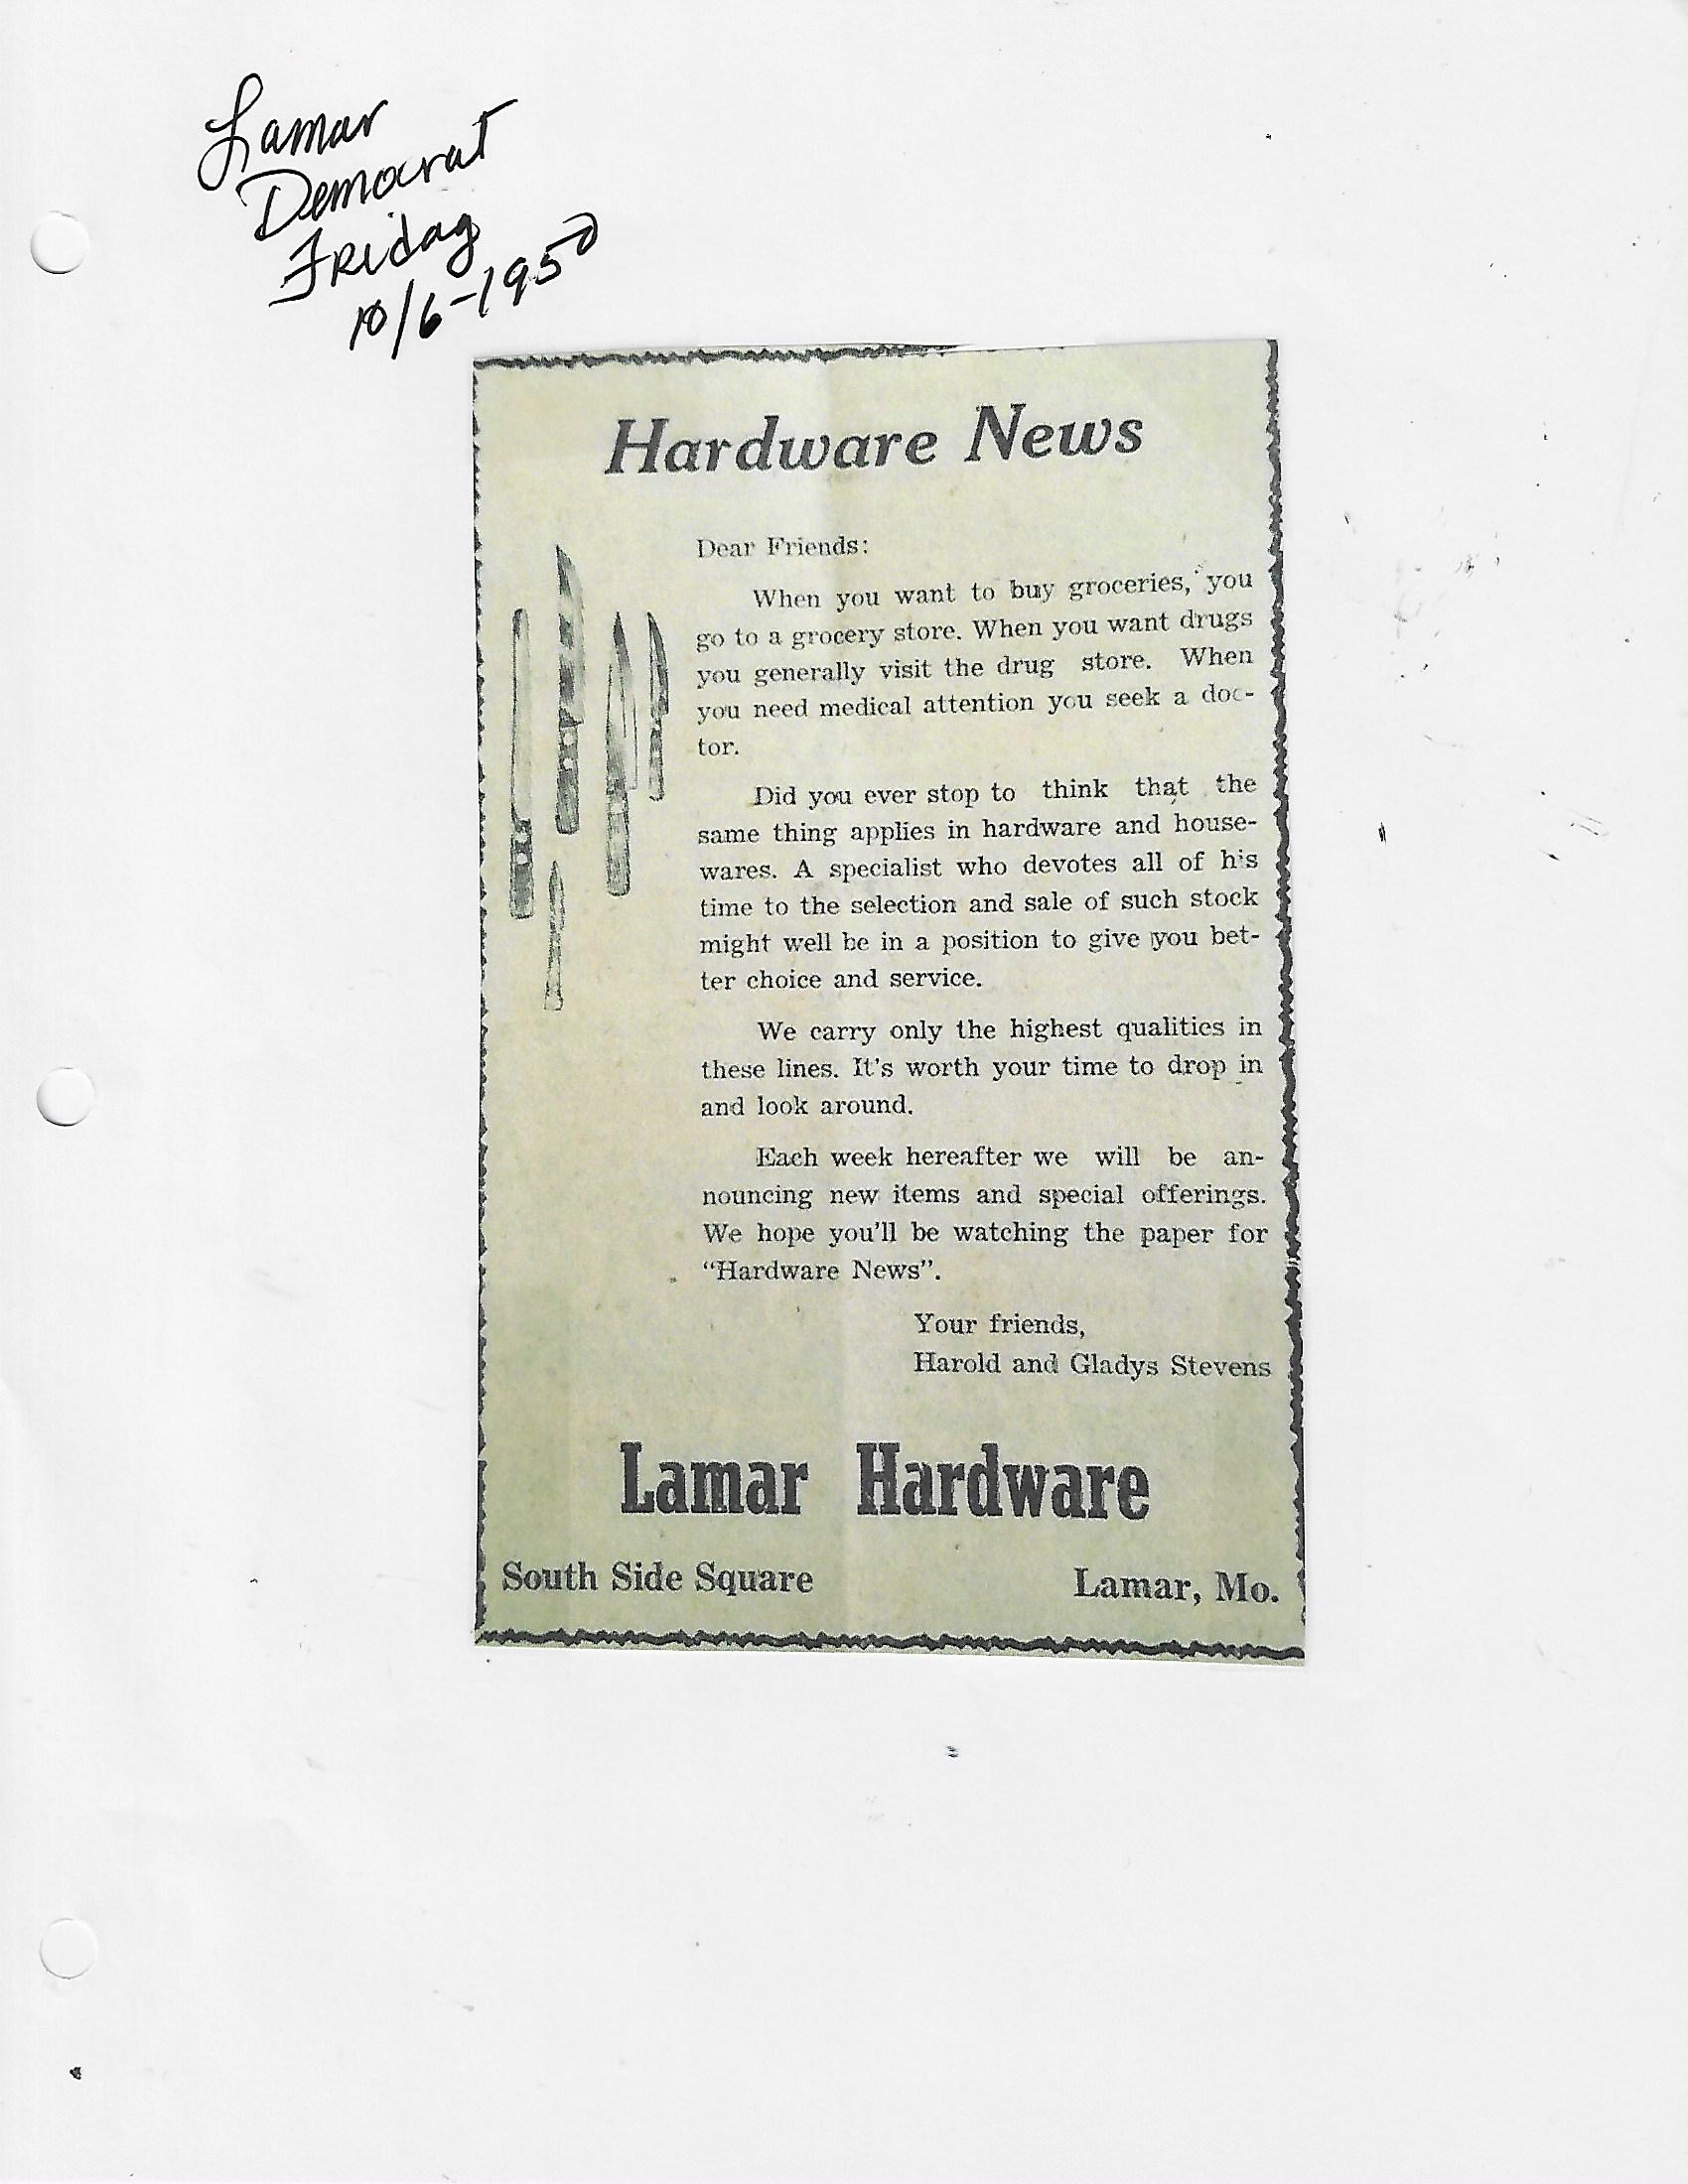 Lamar
Democrat
Friday
10/6-1950
Hardware News
Dear Friends:
When you want to buy groceries, you
go to a grocery store. When you want drugs
you generally visit the drug store. When
you need medical attention you seek a doc-
tor.
Did you ever stop to think that the
same thing applies in hardware and house-
wares. A specialist who devotes all of his
time to the selection and sale of such stock
might well be in a position to give you bet-
ter choice and service.
We carry only the highest qualities in
these lines. It's worth your time to drop in
and look around.
Each week hereafter we will be an-
nouncing new items and special offerings.
We hope you'll be watching the paper for
"Hardware News".
Your friends,
Harold and Gladys Stevens
Lamar Hardware
South Side Square Lamar, Mo.